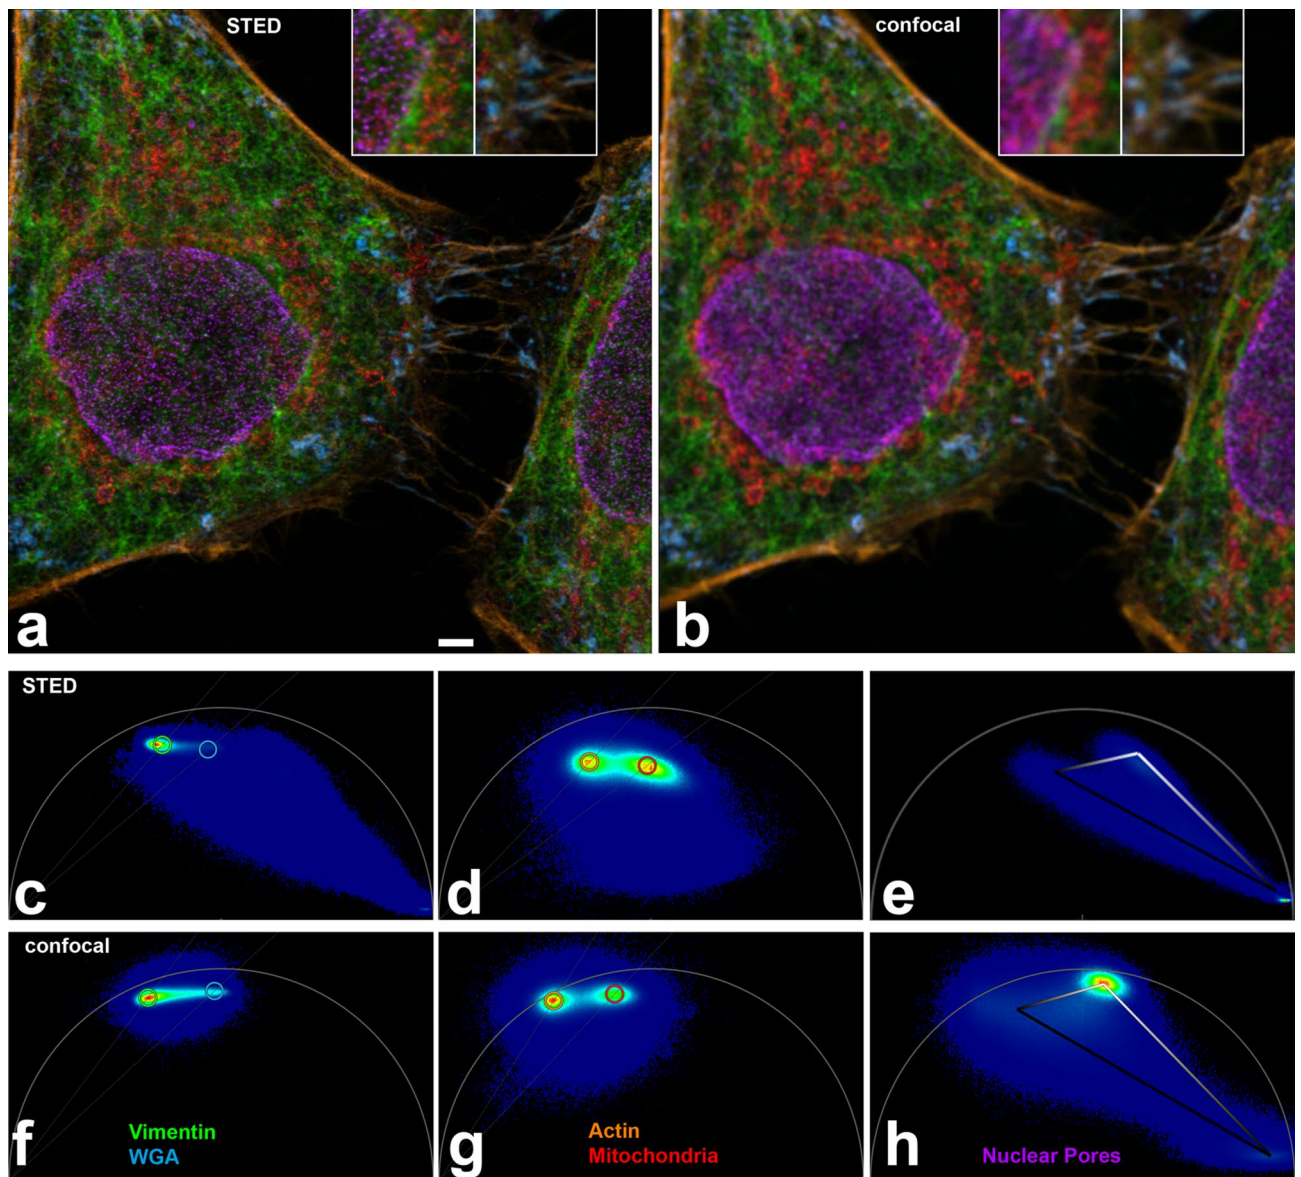 STED
confocal
a
b
STED
c
d
e
confocal
f
Vimentin
WGA
g
Actin
Mitochondria
h
Nuclear Pores